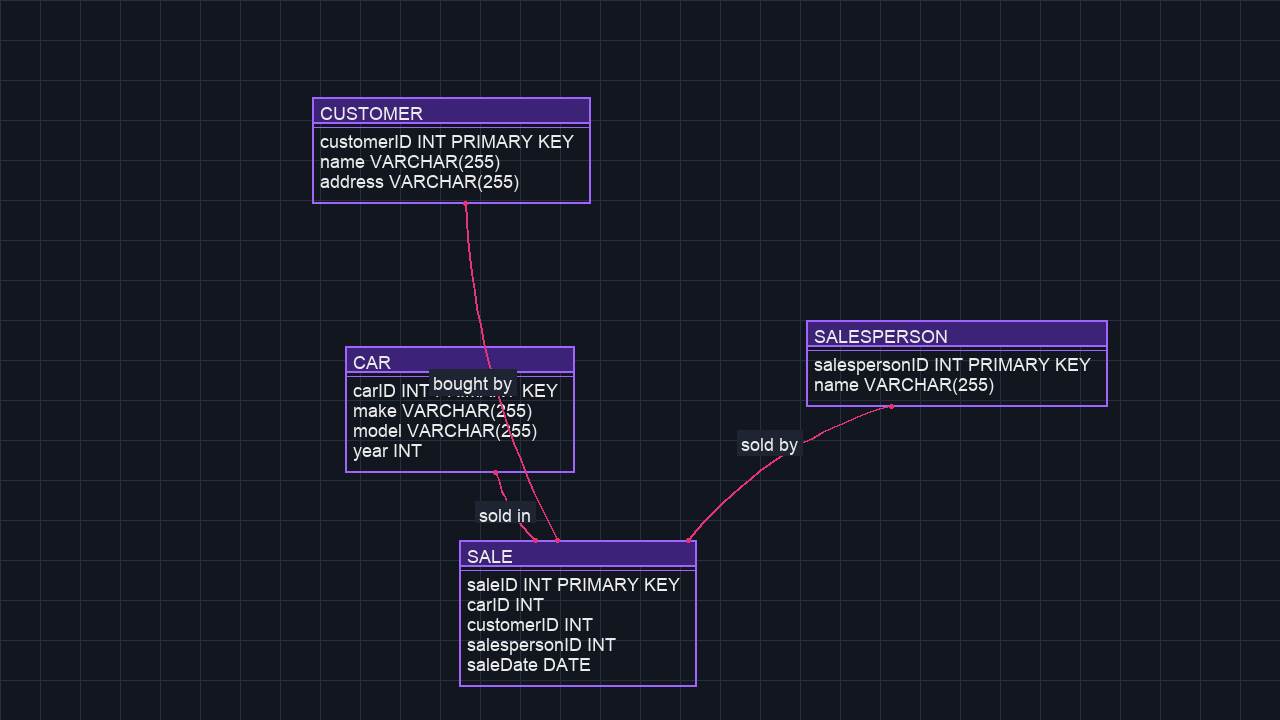 CUSTOMER
customerID INT PRIMARY KEY
name VARCHAR(255)
address VARCHAR(255)
CAR
carID INT PRIMARY KEY
make VARCHAR(255)
model VARCHAR(255)
year INT
bought by
SALESPERSON
salespersonID INT PRIMARY KEY
name VARCHAR(255)
sold by
sold in
SALE
saleID INT PRIMARY KEY
carID INT
customerID INT
salespersonID INT
saleDate DATE